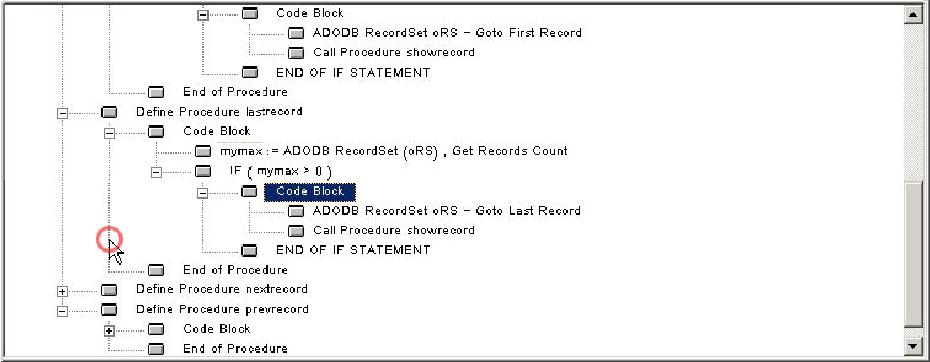 Code Block
ADODB RecordSet oRS - Goto First Record
Call Procedure showrecord
END OF IF STATEMENT
End of Procedure
Define Procedure lastrecord
Code Block
mymax := ADODB RecordSet (oRS) , Get Records Count
IF ( mymax > 0 )
Code Block
ADODB RecordSet oRS - Goto Last Record
Call Procedure showrecord
END OF IF STATEMENT
End of Procedure
Define Procedure nextrecord
Define Procedure prevrecord
Code Block
End of Procedure